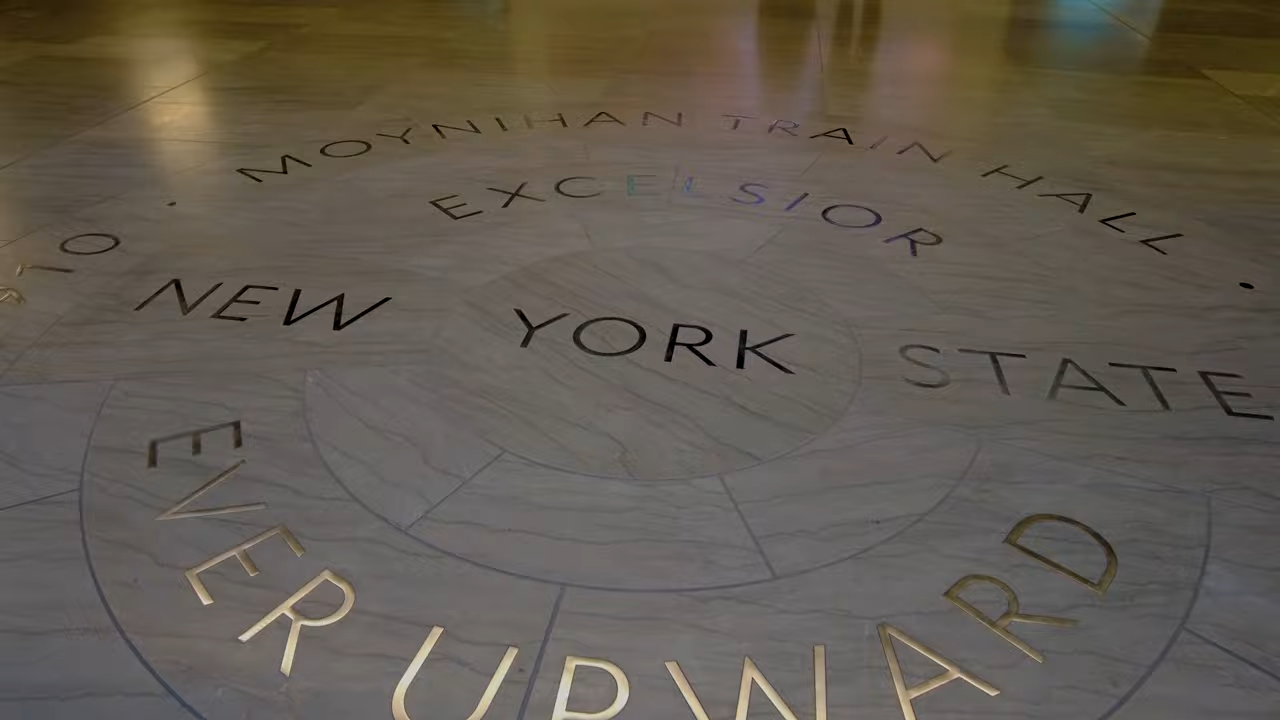 MOYNIHAN TRAIN HALL
EXCELSIOR
NEW YORK STATE
EVER UPWARD